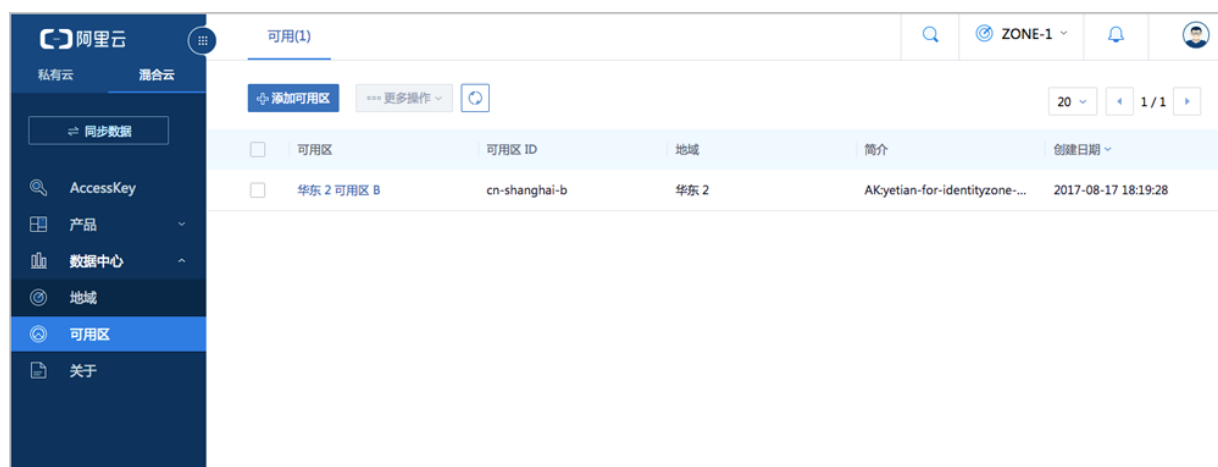 阿里云
可用(1)
ZONE-1
私有云 混合云
添加可用区 更多操作
20 1 / 1
同步数据
可用区 可用区 ID 地域 简介 创建日期
AccessKey
华东 2 可用区 B cn-shanghai-b 华东 2 AK:yetian-for-identityzone-... 2017-08-17 18:19:28
产品
数据中心
地域
可用区
关于